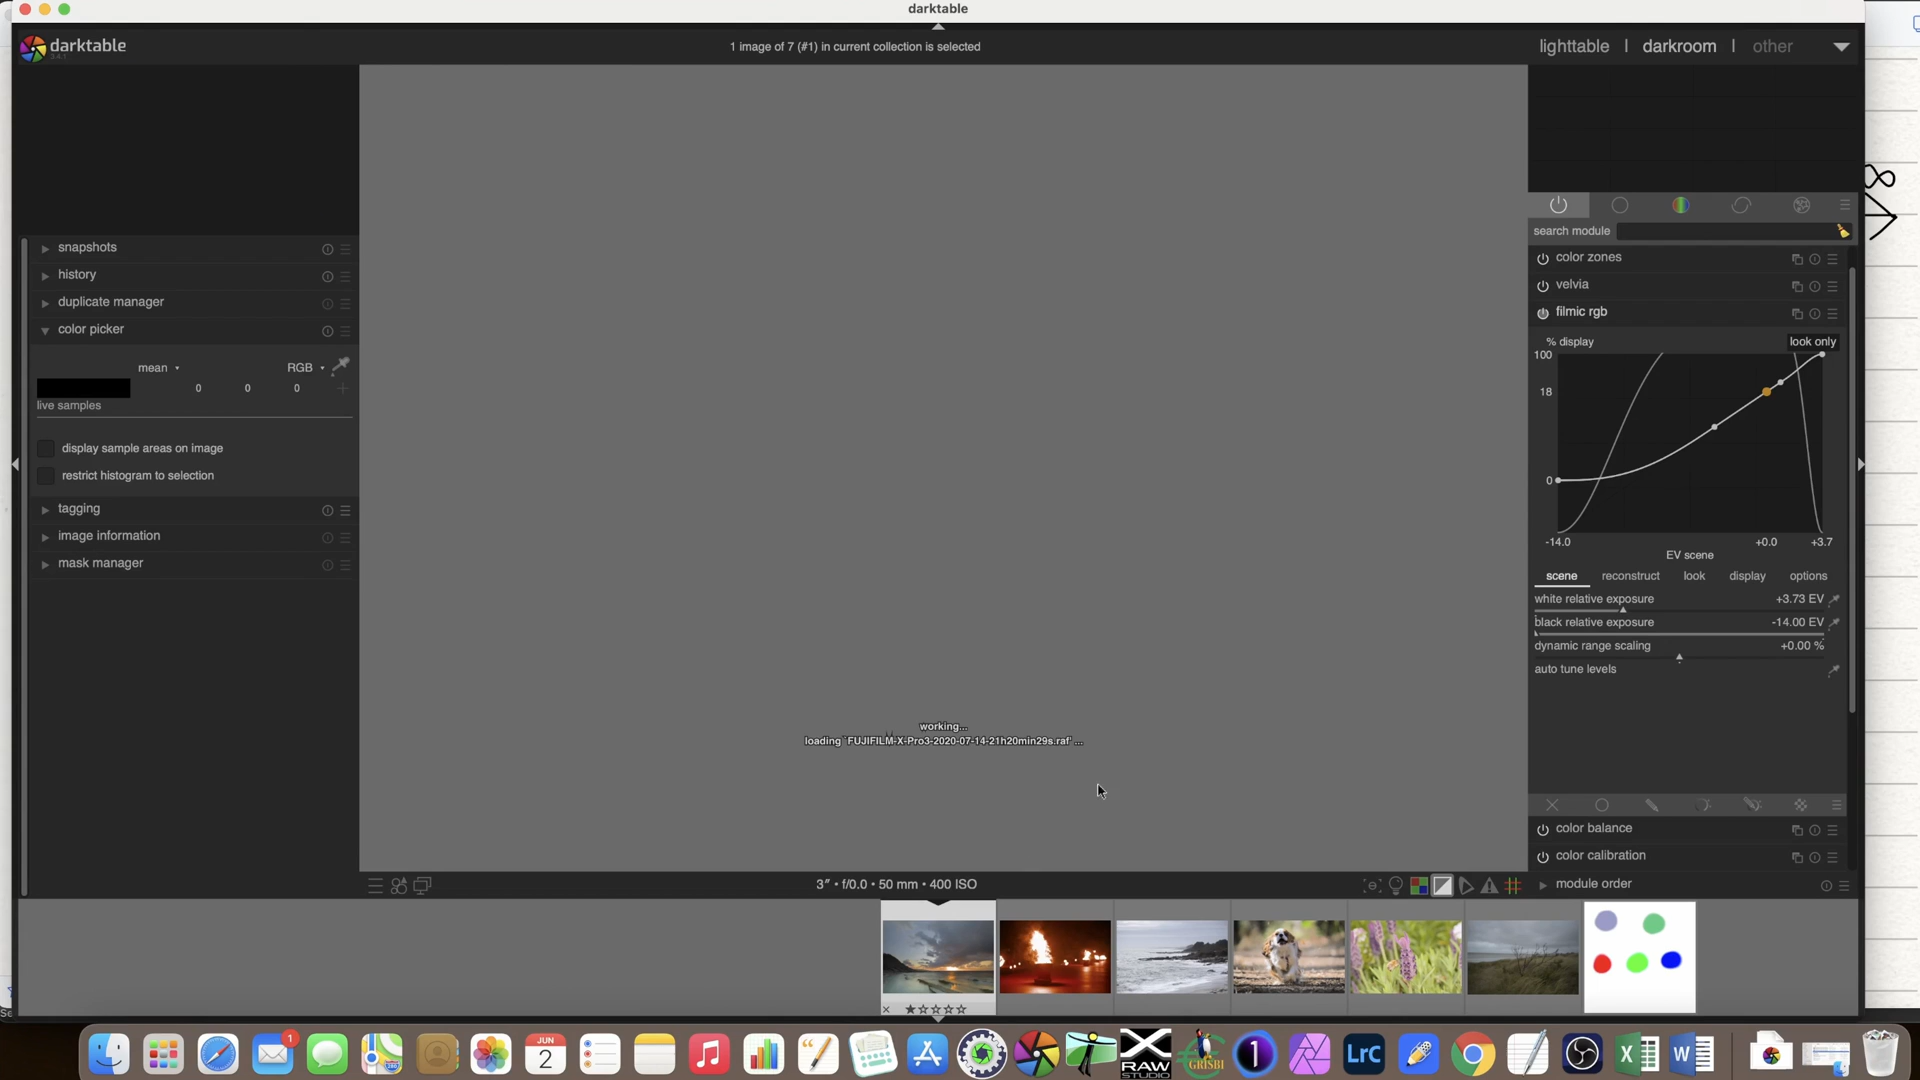 darktable
darktable
3.4.1
1 image of 7 (#1) in current collection is selected
lighttable | darkroom | other
snapshots
history
duplicate manager
color picker
mean RGB
0 0 0
live samples
display sample areas on image
restrict histogram to selection
tagging
image information
mask manager
working...
loading `FUJIFILM-X-Pro3-2020-07-14-21h20min29s.raf' ...
search module
color zones
velvia
filmic rgb
% display
look only
100
18
0
-14.0 +0.0 +3.7
EV scene
scene reconstruct look display options
white relative exposure +3.73 EV
black relative exposure -14.00 EV
dynamic range scaling +0.00 %
auto tune levels
color balance
color calibration
module order
3″ • f/0.0 • 50 mm • 400 ISO
1
JUN
2
X
RAW
STUDIO
GRISBI
1
LrC
X
W